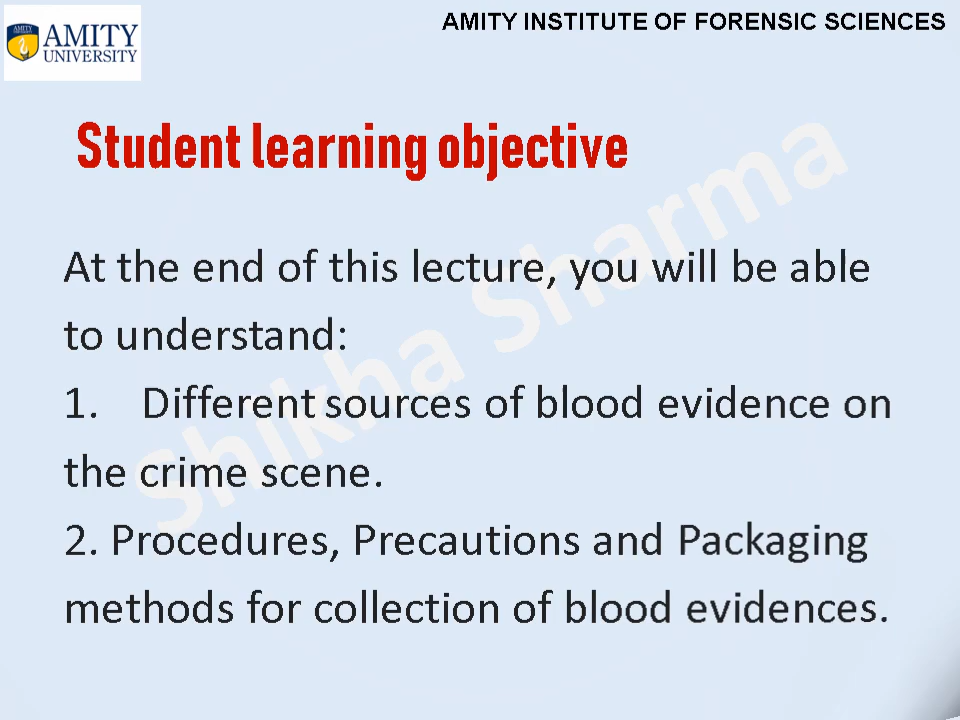 AMITY UNIVERSITY
AMITY INSTITUTE OF FORENSIC SCIENCES
Student learning objective
Shikha Sharma
At the end of this lecture, you will be able
to understand:
1. Different sources of blood evidence on
the crime scene.
2. Procedures, Precautions and Packaging
methods for collection of blood evidences.